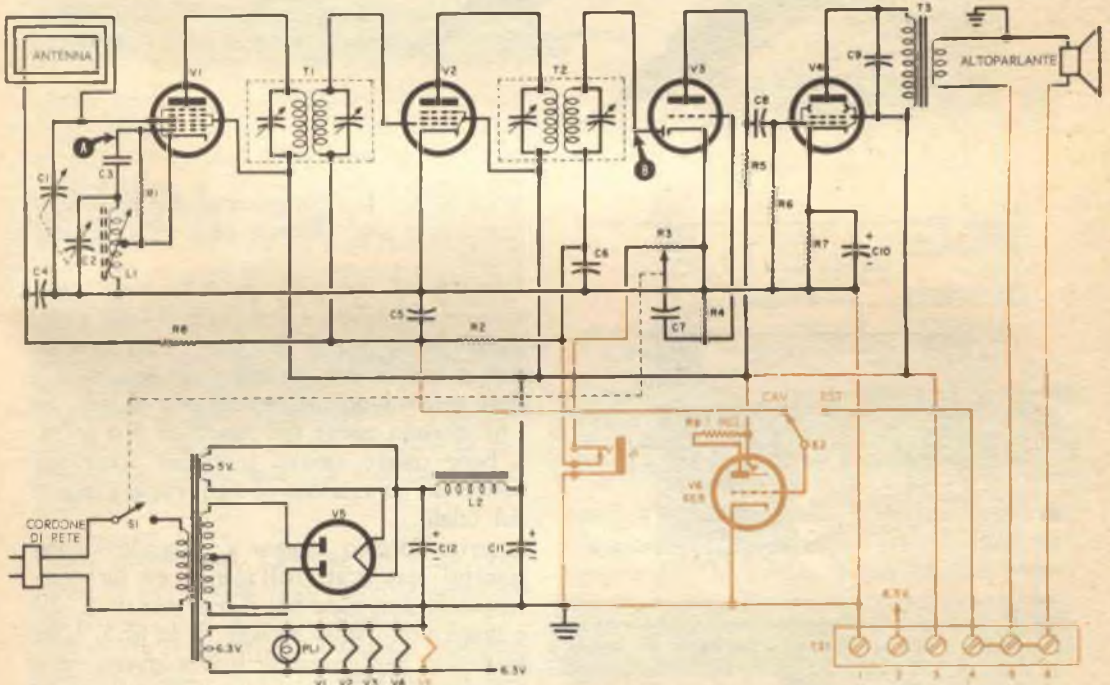 ANTENNA
V1
T1
V2
T2
V3
V4
C9
T3
ALTOPARLANTE
A
C3
R1
C1
C2
L1
C4
B
C8
R5
R6
R7
C10
R3
C6
C5
R2
C7
R4
R8
CAV
EST
S2
V6
6E5
5V.
V5
L2
C12
C11
CORDONE
DI RETE
S1
6.3V
PL1
V1 V2 V3 V4 V6
6.3V
6.3V.
TS1
1 2 3 4 5 6